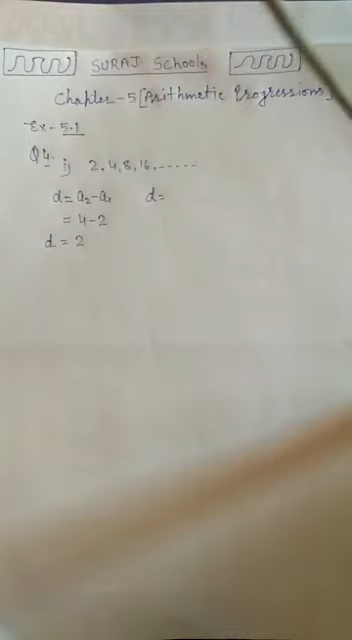 SURAJ Schools
Chapter-5 [Arithmetic Progressions]
Ex-5.1
Q4. i) 2, 4, 8, 16, ......
d = a₂-a₁ d=
= 4-2
d = 2